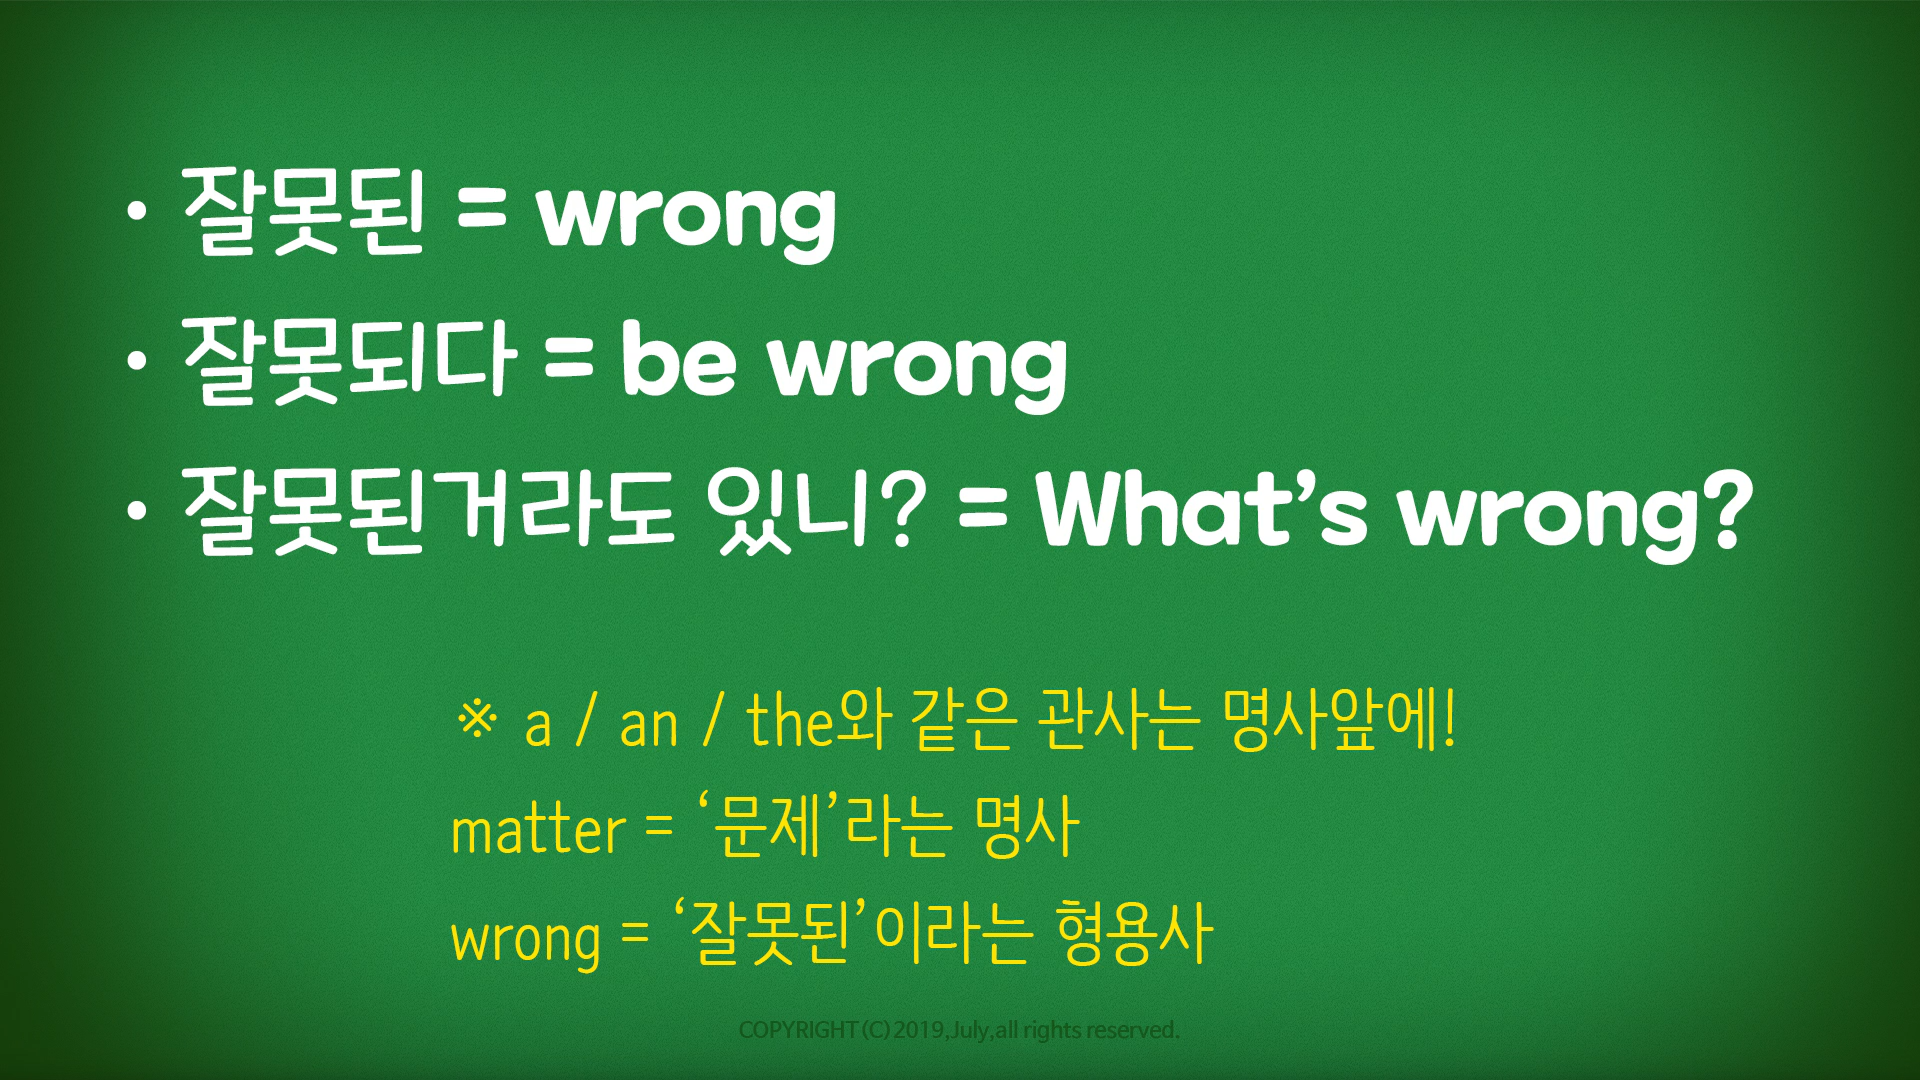 • 잘못된 = wrong
• 잘못되다 = be wrong
• 잘못된거라도 있니? = What’s wrong?
※ a / an / the와 같은 관사는 명사앞에!
matter = ‘문제’라는 명사
wrong = ‘잘못된’이라는 형용사
COPYRIGHT (C) 2019,July,all rights reserved.